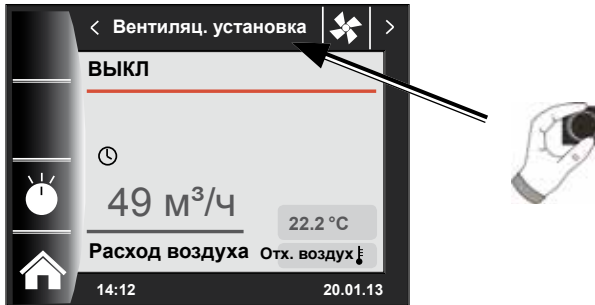 < Вентиляц. установка >
ВЫКЛ
49 м³/ч
22.2 °C
Расход воздуха Отх. воздух
14:12 20.01.13